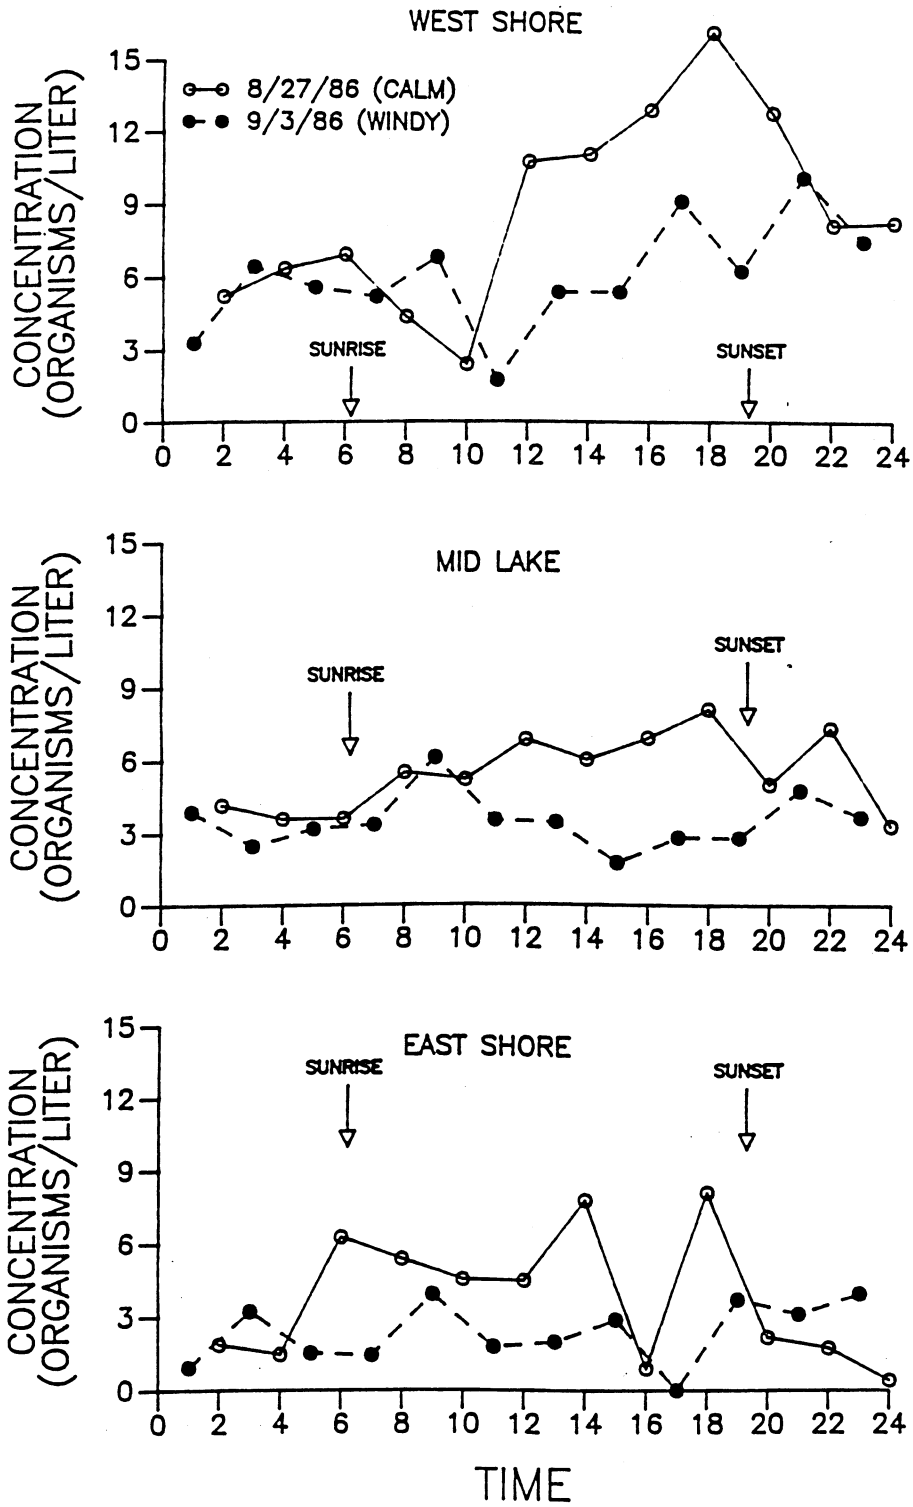 WEST SHORE
15
12
9
6
3
0
CONCENTRATION
(ORGANISMS/LITER)
8/27/86 (CALM)
9/3/86 (WINDY)
SUNRISE
SUNSET
0 2 4 6 8 10 12 14 16 18 20 22 24
MID LAKE
15
12
9
6
3
0
CONCENTRATION
(ORGANISMS/LITER)
SUNRISE
SUNSET
0 2 4 6 8 10 12 14 16 18 20 22 24
EAST SHORE
15
12
9
6
3
0
CONCENTRATION
(ORGANISMS/LITER)
SUNRISE
SUNSET
0 2 4 6 8 10 12 14 16 18 20 22 24
TIME